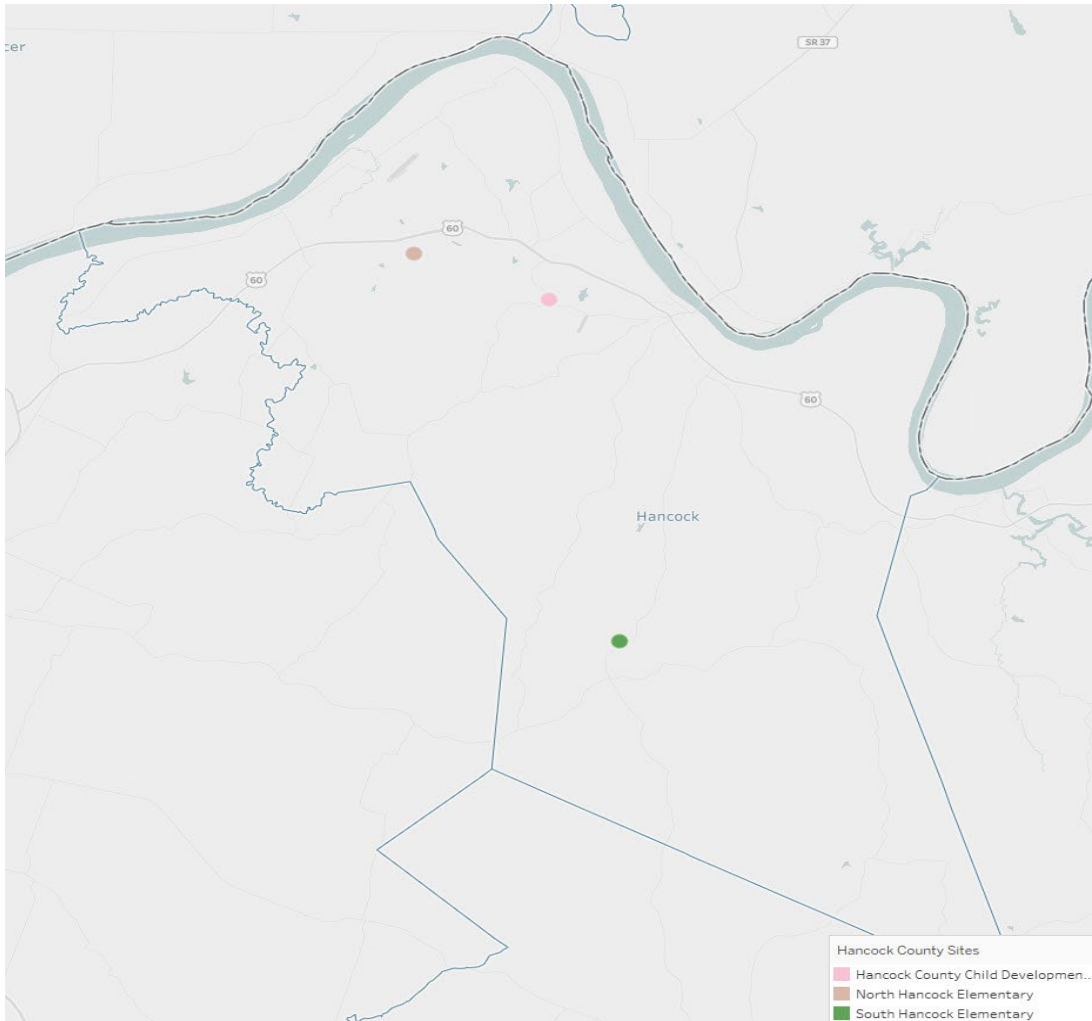 cer
SR 37
60
60
60
Hancock
Hancock County Sites
Hancock County Child Developmen..
North Hancock Elementary
South Hancock Elementary